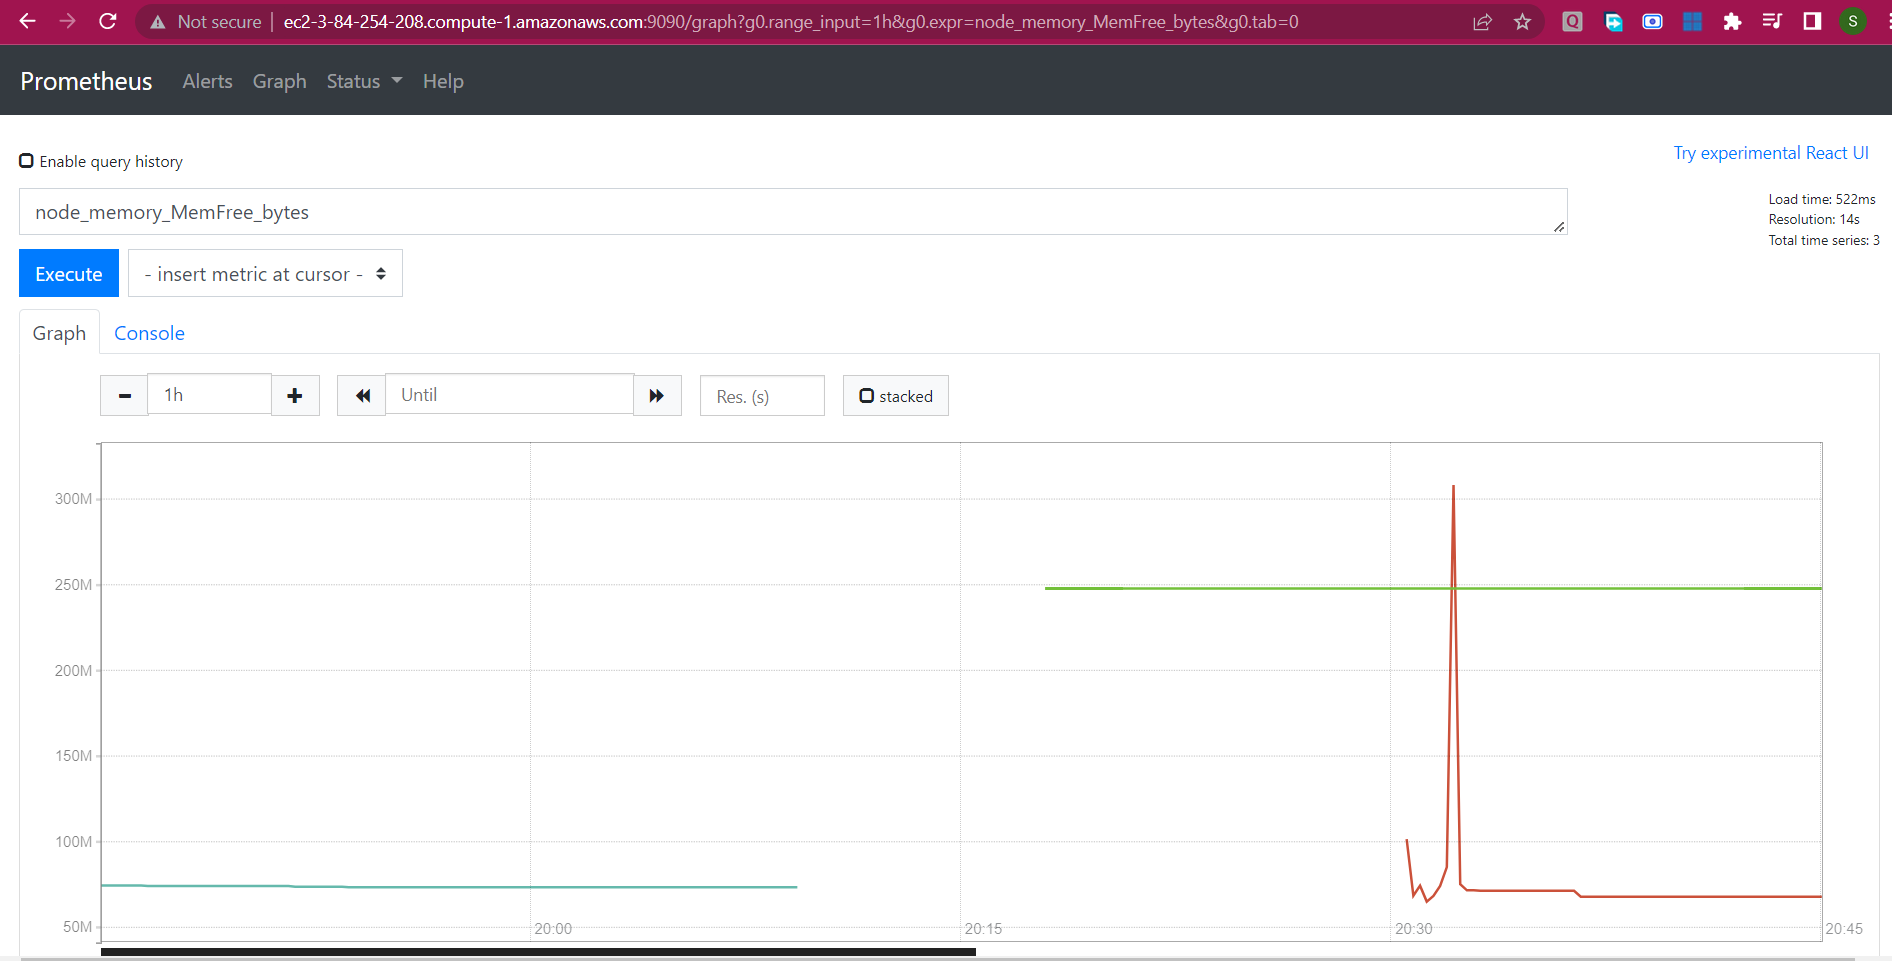 Not secure | ec2-3-84-254-208.compute-1.amazonaws.com:9090/graph?g0.range_input=1h&g0.expr=node_memory_MemFree_bytes&g0.tab=0
Q
S
Prometheus Alerts Graph Status Help
Enable query history
Try experimental React UI
node_memory_MemFree_bytes
Load time: 522ms
Resolution: 14s
Total time series: 3
Execute
- insert metric at cursor -
Graph Console
1h
Until
Res. (s)
stacked
300M
250M
200M
150M
100M
50M
20:00
20:15
20:30
20:45